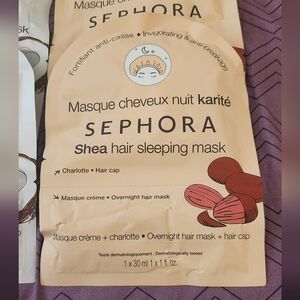 Masque
SEPHORA
Fortifiant anti-casse • Invigorating & anti-breakage
Masque cheveux nuit karité
SEPHORA
Shea hair sleeping mask
Charlotte • Hair cap
Masque crème • Overnight hair mask
Masque crème + charlotte • Overnight hair mask + hair cap
Testé dermatologiquement • Dermatologically tested
1 x 30 ml 1 x 1 fl. oz.